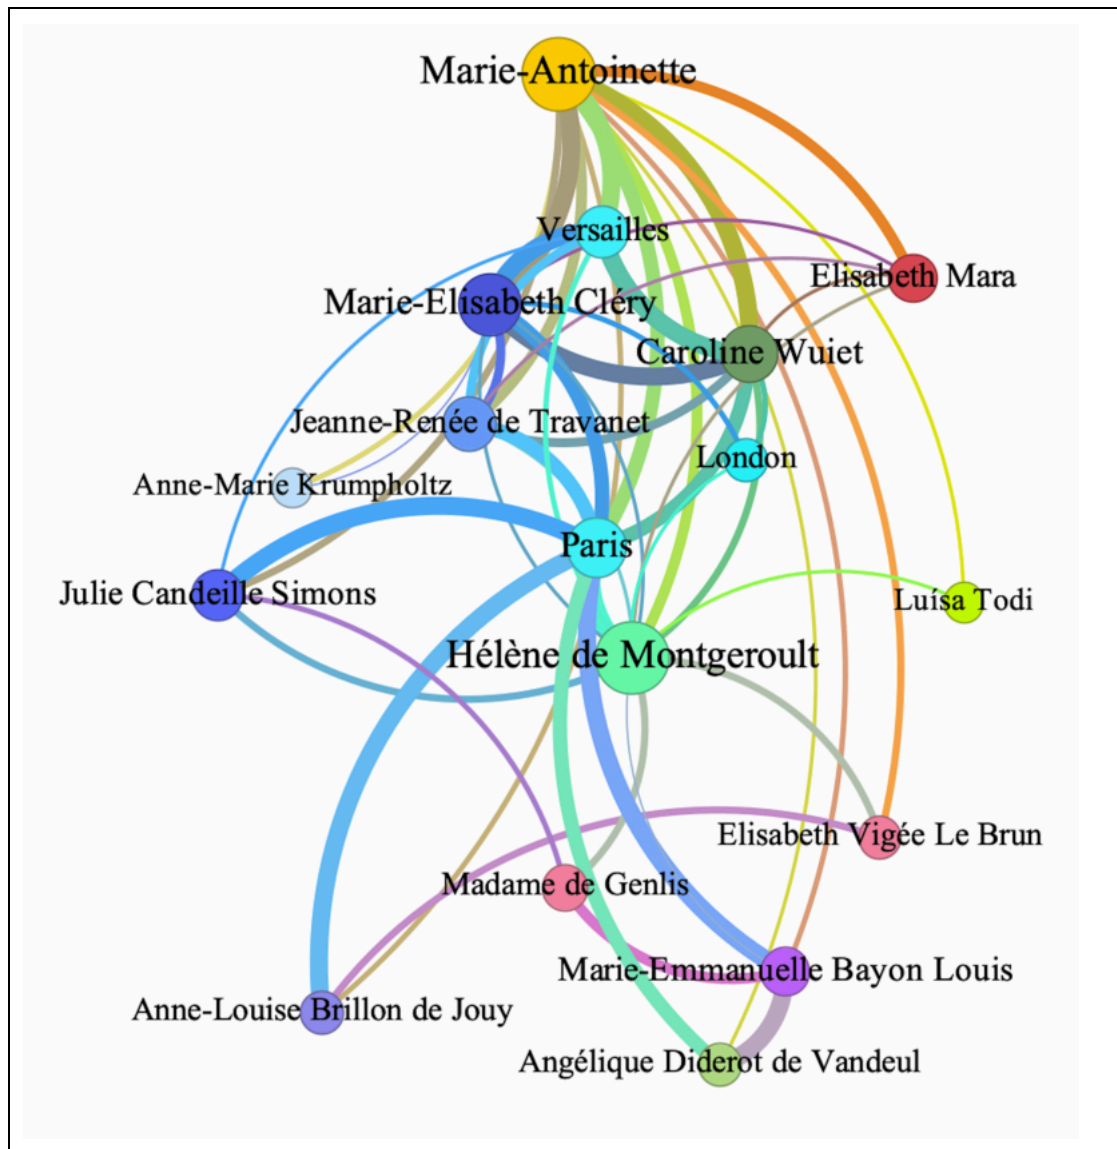 Marie-Antoinette
Versailles
Elisabeth Mara
Marie-Elisabeth Cléry
Caroline Wuiet
Jeanne-Renée de Travanet
London
Anne-Marie Krumpholtz
Paris
Julie Candeille Simons
Luísa Todi
Hélène de Montgeroult
Elisabeth Vigée Le Brun
Madame de Genlis
Marie-Emmanuelle Bayon Louis
Anne-Louise Brillon de Jouy
Angélique Diderot de Vandeul